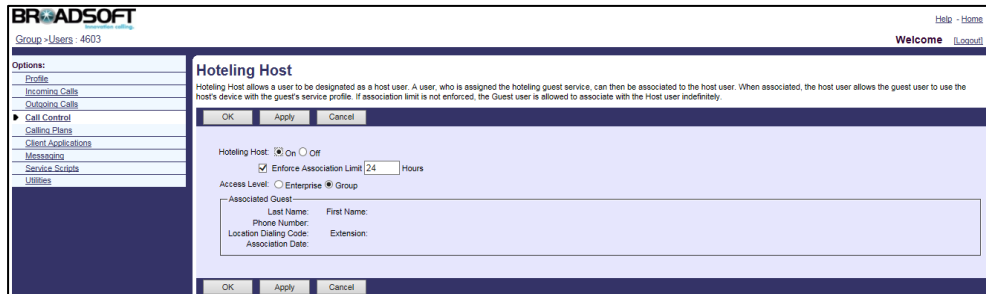 BROADSOFT
innovation calling.
Help - Home
Group >Users : 4603
Welcome [Logout]
Options:
Profile
Incoming Calls
Outgoing Calls
Call Control
Calling Plans
Client Applications
Messaging
Service Scripts
Utilities
Hoteling Host
Hoteling Host allows a user to be designated as a host user. A user, who is assigned the hoteling guest service, can then be associated to the host user. When associated, the host user allows the guest user to use the
host's device with the guest's service profile. If association limit is not enforced, the Guest user is allowed to associate with the Host user indefinitely.
OK Apply Cancel
Hoteling Host: On Off
Enforce Association Limit 24 Hours
Access Level: Enterprise Group
Associated Guest
Last Name: First Name:
Phone Number:
Location Dialing Code: Extension:
Association Date:
OK Apply Cancel